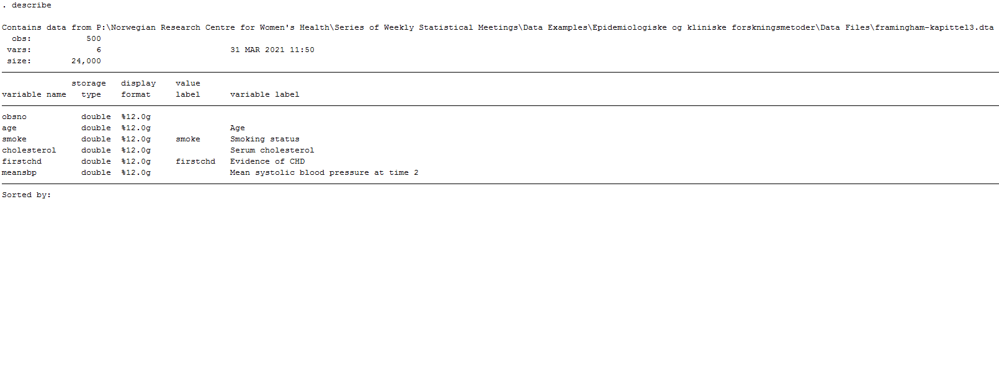 . describe
Contains data from P:\Norwegian Research Centre for Women's Health\Series of Weekly Statistical Meetings\Data Examples\Epidemiologiske og kliniske forskningsmetoder\Data Files\framingham-kapittel3.dta
obs: 500
vars: 6 31 MAR 2021 11:50
size: 24,000
storage display value
variable name type format label variable label
obsno double %12.0g
age double %12.0g Age
smoke double %12.0g smoke Smoking status
cholesterol double %12.0g Serum cholesterol
firstchd double %12.0g firstchd Evidence of CHD
meansbp double %12.0g Mean systolic blood pressure at time 2
Sorted by: